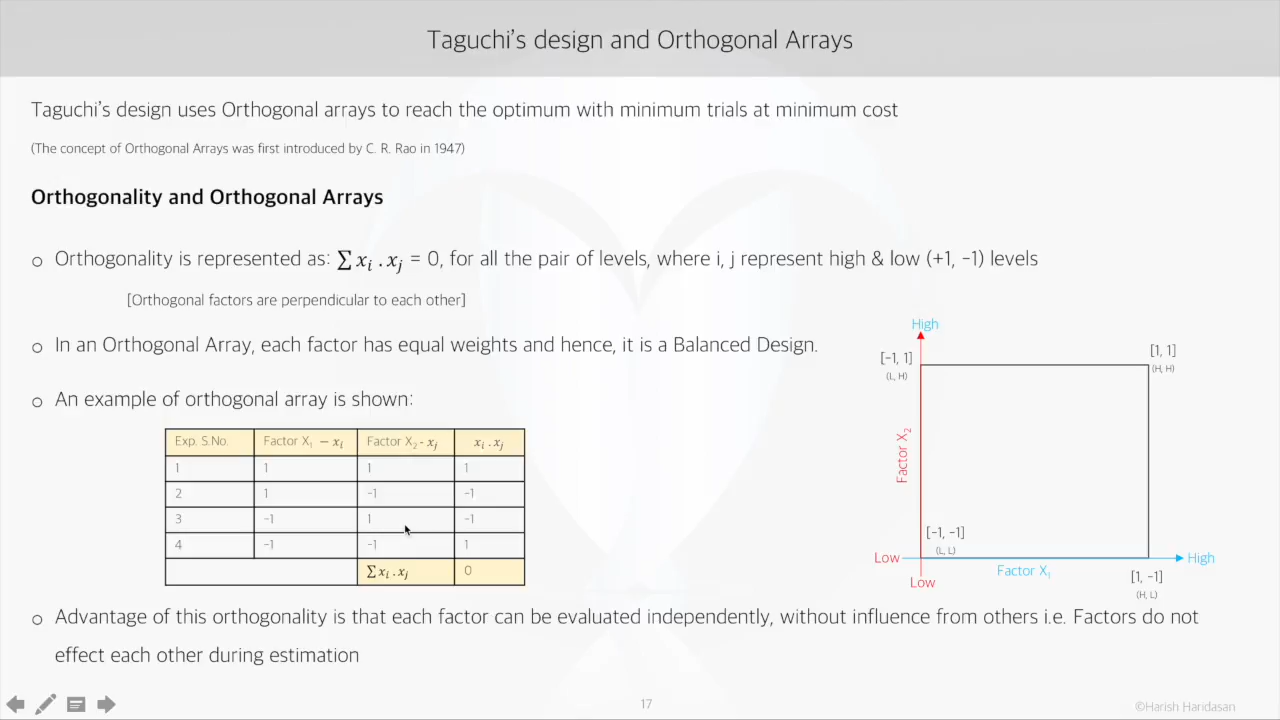 Taguchi's design and Orthogonal Arrays
Taguchi's design uses Orthogonal arrays to reach the optimum with minimum trials at minimum cost
(The concept of Orthogonal Arrays was first introduced by C. R. Rao in 1947)
Orthogonality and Orthogonal Arrays
○ Orthogonality is represented as: ∑ xᵢ . xⱼ = 0, for all the pair of levels, where i, j represent high & low (+1, −1) levels
[Orthogonal factors are perpendicular to each other]
○ In an Orthogonal Array, each factor has equal weights and hence, it is a Balanced Design.
○ An example of orthogonal array is shown:
Exp. S.No. Factor X₁ − xᵢ Factor X₂ - xⱼ xᵢ . xⱼ
1 1 1 1
2 1 −1 −1
3 −1 1 −1
4 −1 −1 1
∑ xᵢ . xⱼ 0
High
[−1, 1]
(L, H)
[1, 1]
(H, H)
Factor X₂
[−1, −1]
(L, L)
Low
Low
Factor X₁
High
[1, −1]
(H, L)
○ Advantage of this orthogonality is that each factor can be evaluated independently, without influence from others i.e. Factors do not
effect each other during estimation
17
©Harish Haridasan